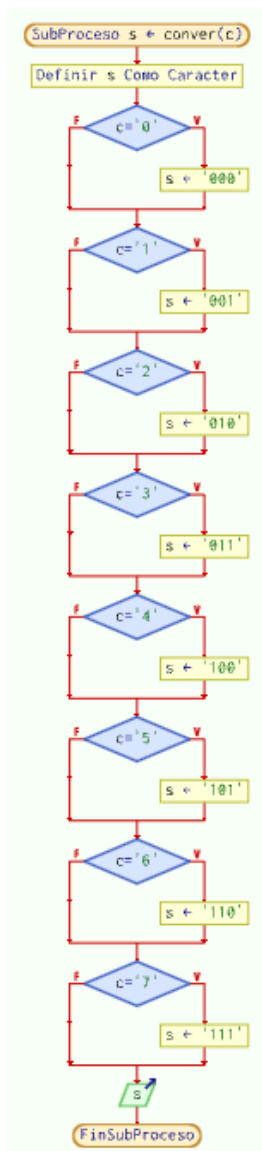 SubProceso s ← conver(c)
Definir s Como Caracter
c='0'
F
V
s ← '000'
c='1'
F
V
s ← '001'
c='2'
F
V
s ← '010'
c='3'
F
V
s ← '011'
c='4'
F
V
s ← '100'
c='5'
F
V
s ← '101'
c='6'
F
V
s ← '110'
c='7'
F
V
s ← '111'
s
FinSubProceso